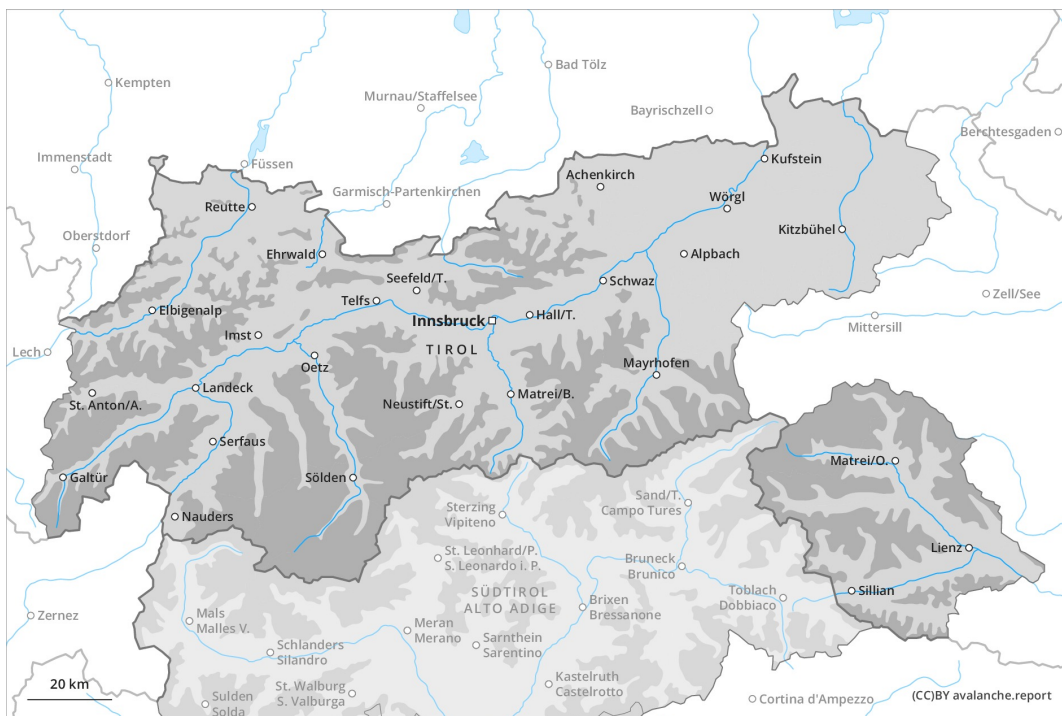 Kempten
Bad Tölz
Murnau/Staffelsee
Bayrischzell
Berchtesgaden
Immenstadt
Füssen
Kufstein
Garmisch-Partenkirchen
Achenkirch
Reutte
Wörgl
Oberstdorf
Kitzbühel
Ehrwald
Alpbach
Seefeld/T.
Schwaz
Zell/See
Telfs
Elbigenalp
Innsbruck
Hall/T.
Mittersill
Imst
TIROL
Lech
Oetz
Mayrhofen
Landeck
St. Anton/A.
Neustift/St.
Matrei/B.
Serfaus
Matrei/O.
Galtür
Sölden
Sand/T.
Campo Tures
Sterzing
Vipiteno
Nauders
Lienz
St. Leonhard/P.
S. Leonardo i. P.
Bruneck
Brunico
SÜDTIROL
ALTO ADIGE
Toblach
Dobbiaco
Sillian
Brixen
Bressanone
Zernez
Mals
Malles V.
Meran
Merano
Sarnthein
Sarentino
Schlanders
Silandro
Kastelruth
Castelrotto
20 km
St. Walburg
S. Valburga
Sulden
Solda
Cortina d'Ampezzo
(CC)BY avalanche.report